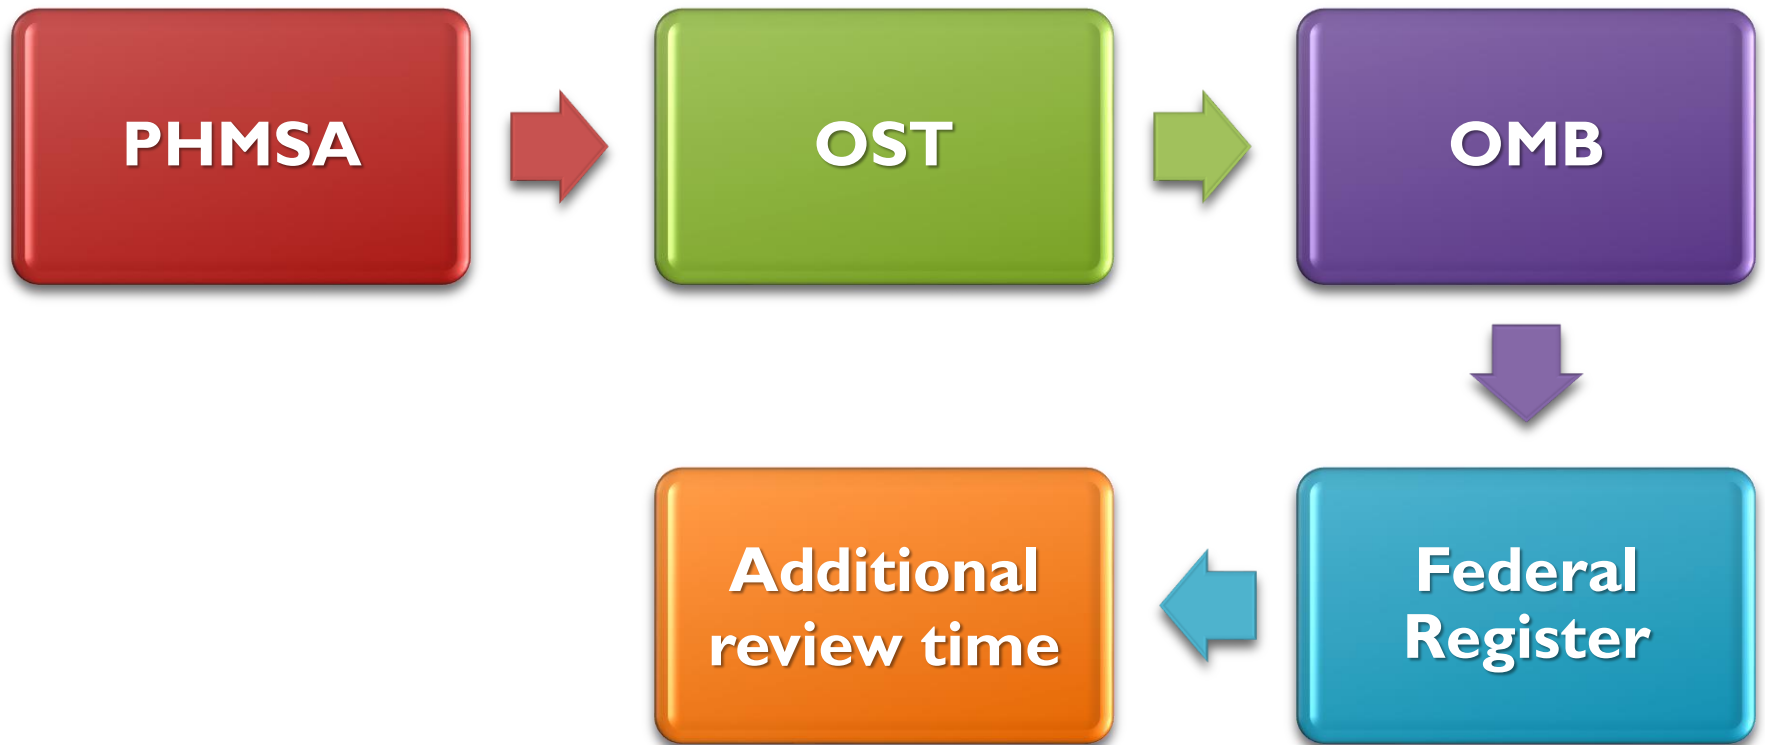 PHMSA
OST
OMB
Additional
review time
Federal
Register